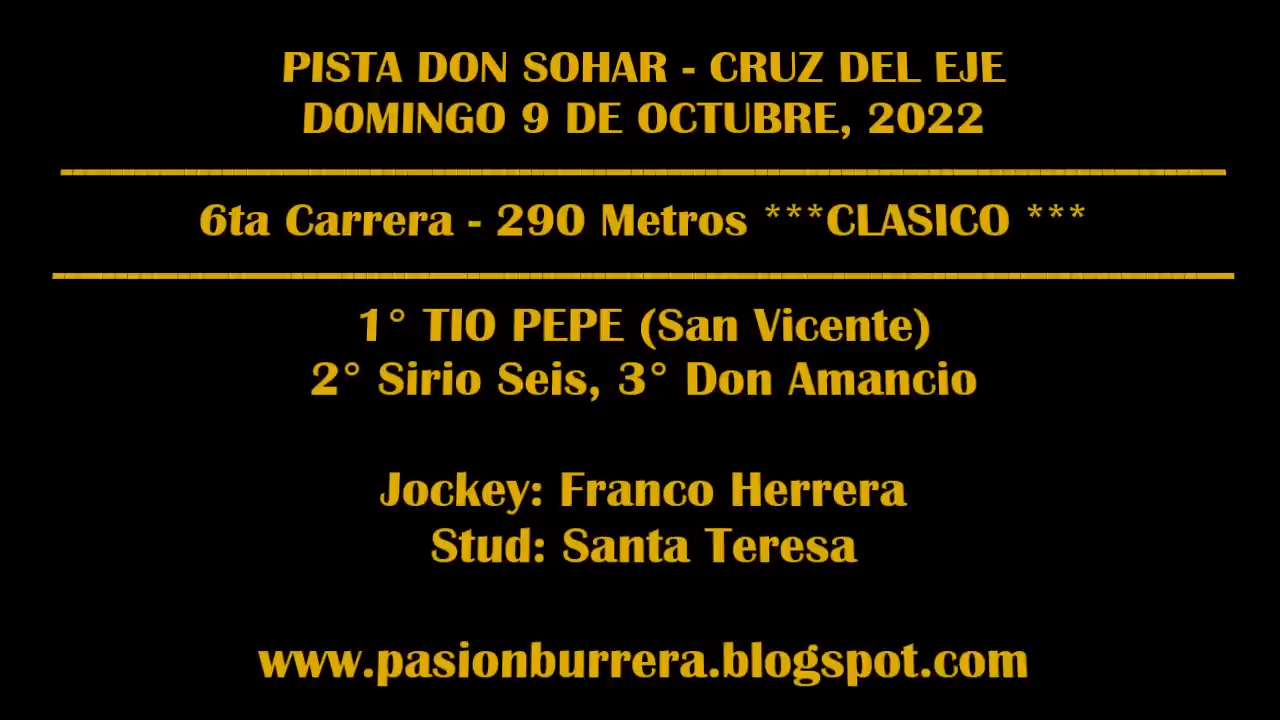 PISTA DON SOHAR - CRUZ DEL EJE
DOMINGO 9 DE OCTUBRE, 2022
6ta Carrera - 290 Metros ***CLASICO ***
1° TIO PEPE (San Vicente)
2° Sirio Seis, 3° Don Amancio
Jockey: Franco Herrera
Stud: Santa Teresa
www.pasionburrera.blogspot.com